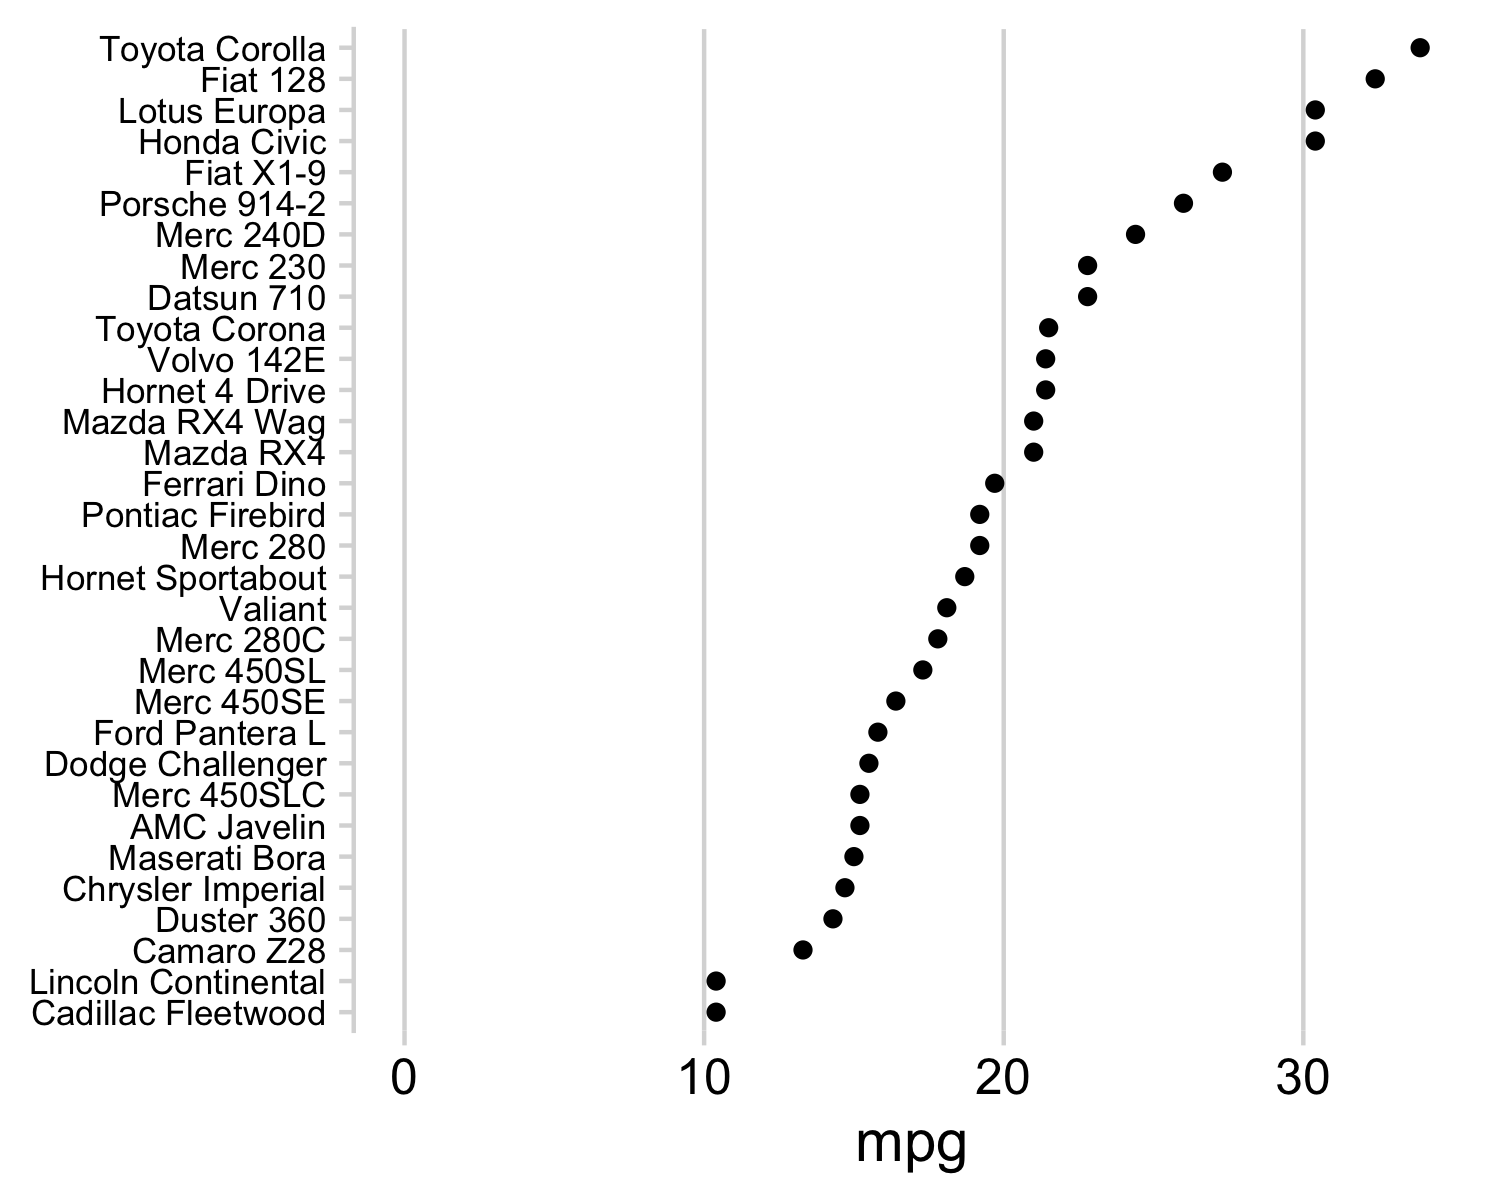 Toyota Corolla
Fiat 128
Lotus Europa
Honda Civic
Fiat X1-9
Porsche 914-2
Merc 240D
Merc 230
Datsun 710
Toyota Corona
Volvo 142E
Hornet 4 Drive
Mazda RX4 Wag
Mazda RX4
Ferrari Dino
Pontiac Firebird
Merc 280
Hornet Sportabout
Valiant
Merc 280C
Merc 450SL
Merc 450SE
Ford Pantera L
Dodge Challenger
Merc 450SLC
AMC Javelin
Maserati Bora
Chrysler Imperial
Duster 360
Camaro Z28
Lincoln Continental
Cadillac Fleetwood
0 10 20 30
mpg